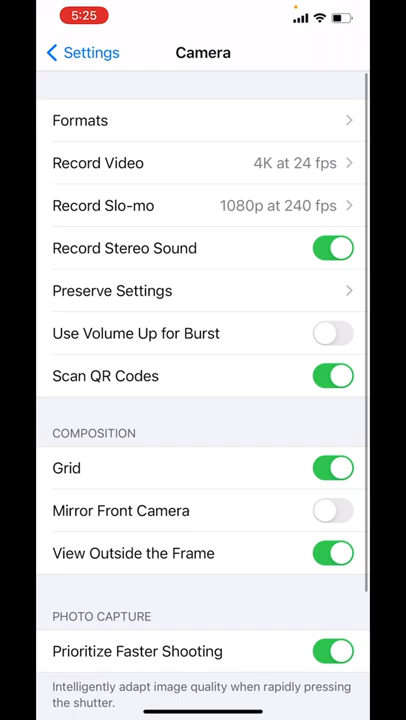 5:25
Settings
Camera
Formats
Record Video 4K at 24 fps
Record Slo-mo 1080p at 240 fps
Record Stereo Sound
Preserve Settings
Use Volume Up for Burst
Scan QR Codes
COMPOSITION
Grid
Mirror Front Camera
View Outside the Frame
PHOTO CAPTURE
Prioritize Faster Shooting
Intelligently adapt image quality when rapidly pressing
the shutter.